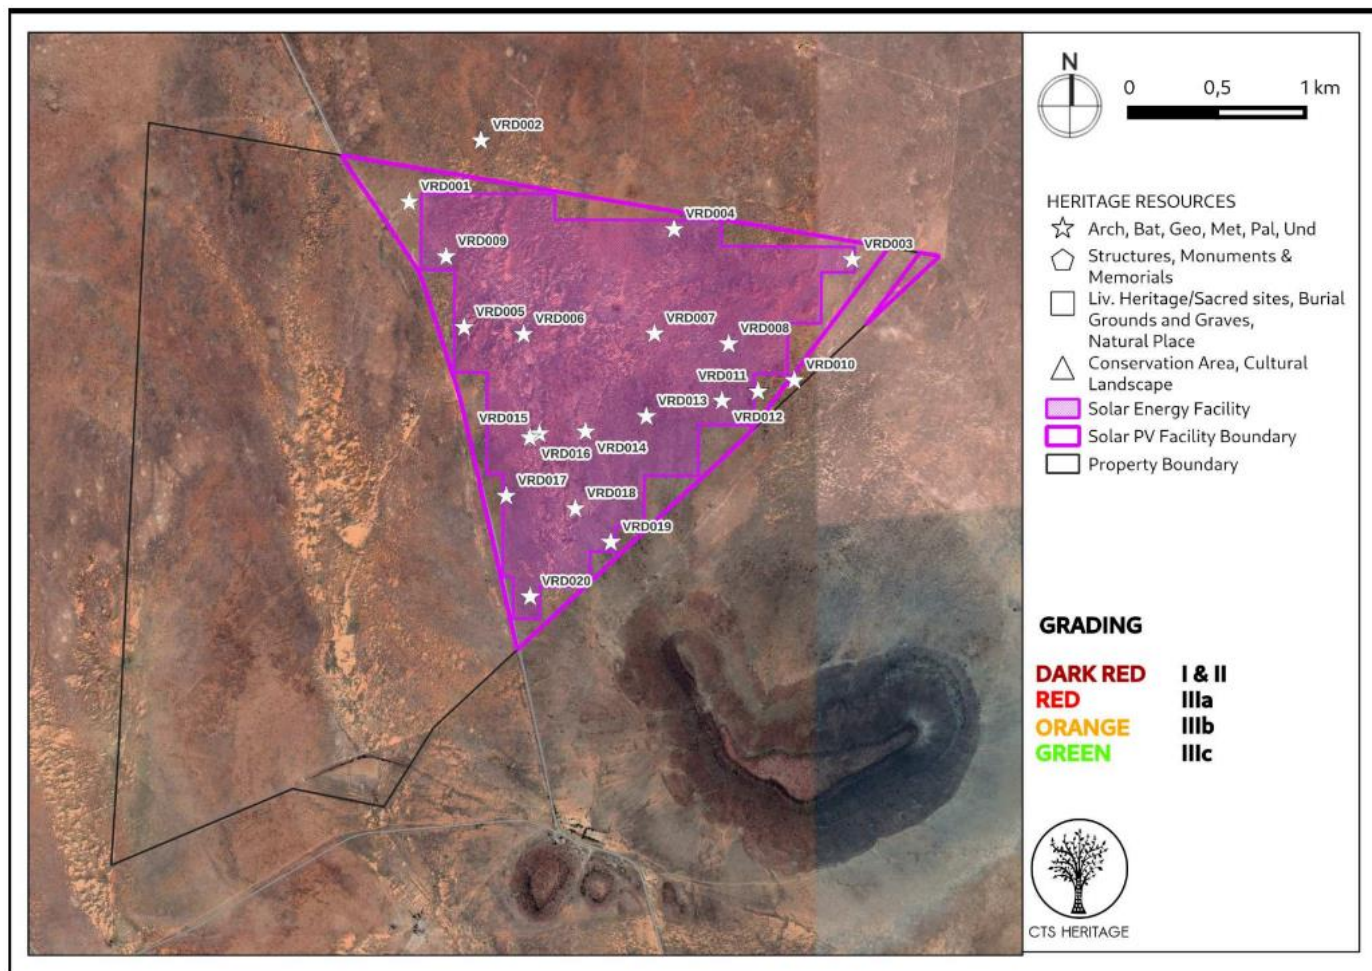 VRD002
VRD001
VRD004
VRD009
VRD003
VRD005
VRD006
VRD007
VRD008
VRD010
VRD011
VRD013
VRD012
VRD015
VRD014
VRD016
VRD017
VRD018
VRD019
VRD020
N
0 0,5 1 km
HERITAGE RESOURCES
Arch, Bat, Geo, Met, Pal, Und
Structures, Monuments &
Memorials
Liv. Heritage/Sacred sites, Burial
Grounds and Graves,
Natural Place
Conservation Area, Cultural
Landscape
Solar Energy Facility
Solar PV Facility Boundary
Property Boundary
GRADING
DARK RED I & II
RED IIIa
ORANGE IIIb
GREEN IIIc
CTS HERITAGE